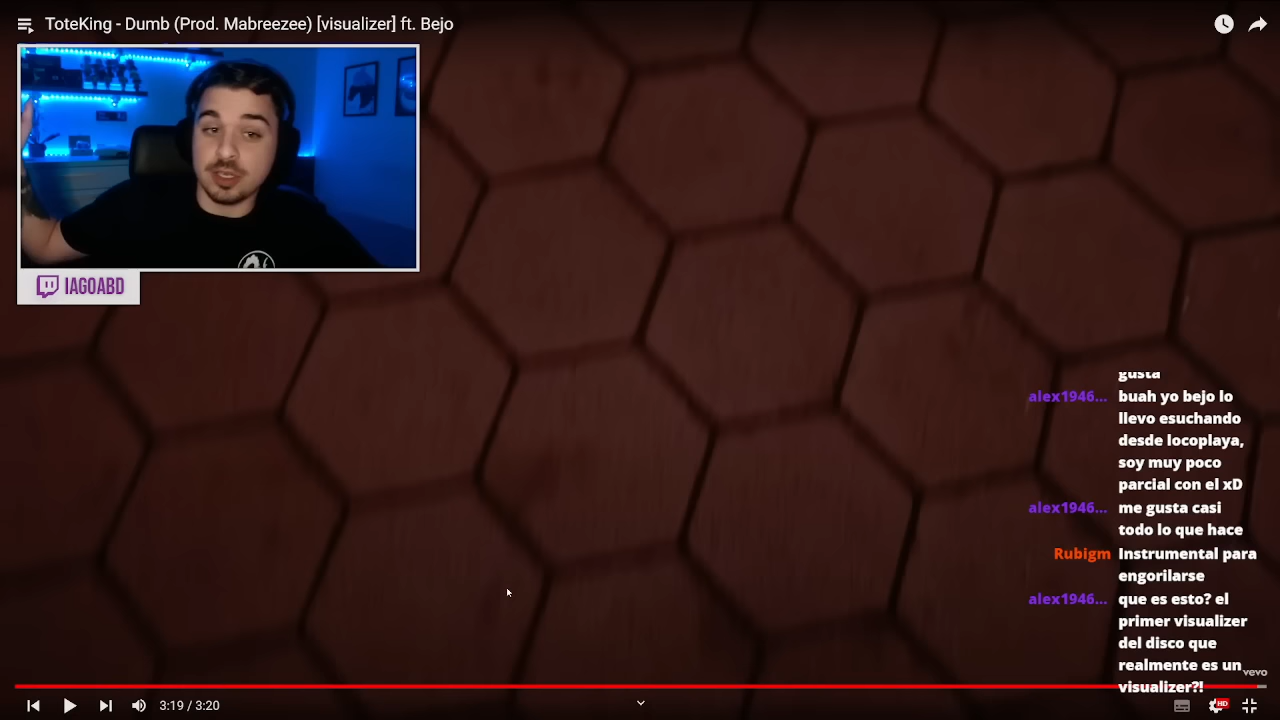 ToteKing - Dumb (Prod. Mabreezee) [visualizer] ft. Bejo
IAGOABD
gusta
alex1946... buah yo bejo lo
llevo esuchando
desde locoplaya,
soy muy poco
parcial con el xD
alex1946... me gusta casi
todo lo que hace
Rubigm Instrumental para
engorilarse
alex1946... que es esto? el
primer visualizer
del disco que
realmente es un
visualizer?!
vevo
3:19 / 3:20
HD